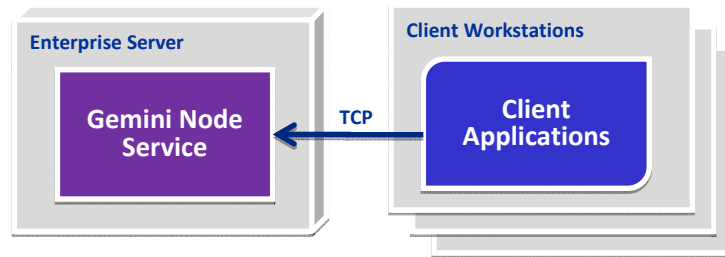 Enterprise Server
Gemini Node
Service
TCP
Client Workstations
Client
Applications